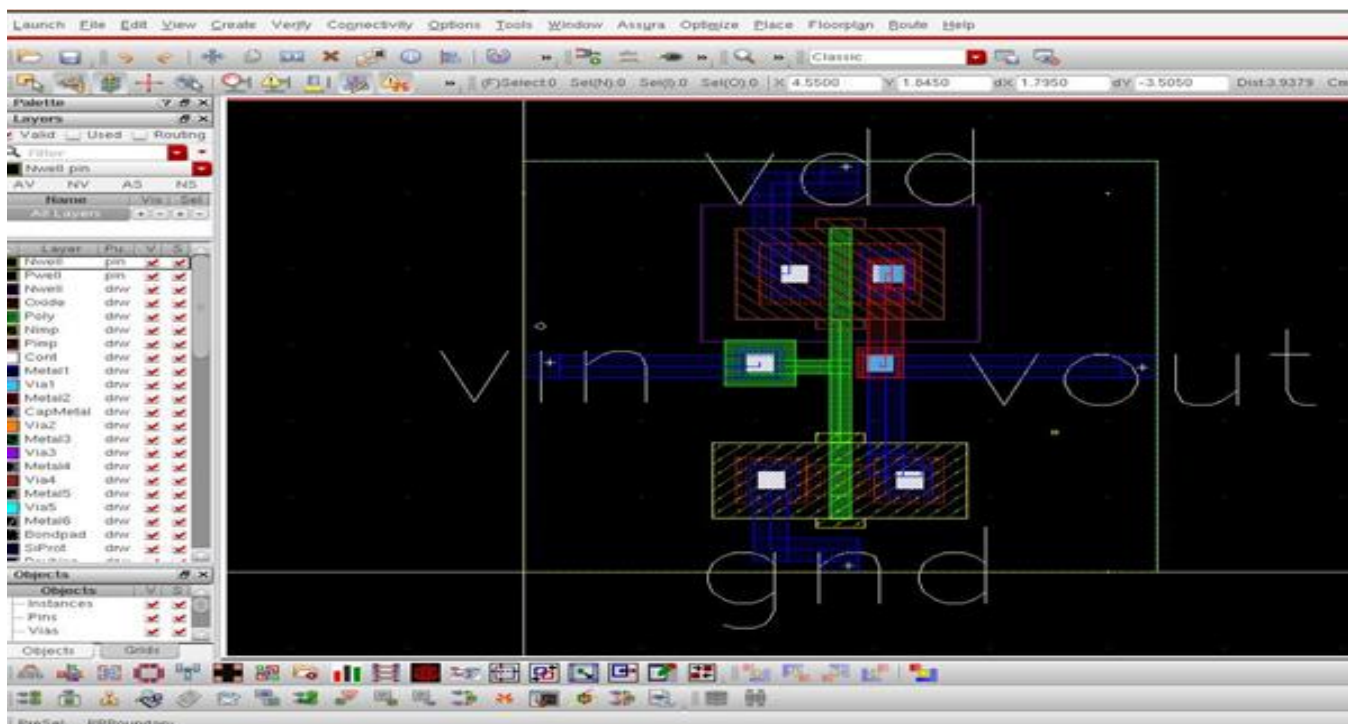 Launch File Edit View Create Verify Connectivity Options Tools Window Assura Optimize Place Floorplan Route Help
Classic
(F)Select:0 Sel(N):0 Sel(I):0 Sel(O):0 X 4.5500 Y 1.8450 dX 1.7950 dY -3.5050 Dist:3.9379
Palette
Layers
Valid Used Routing
Filter
Nwell pin
AV NV AS NS
Name Vis Sel
All Layers
Layer Pu.. V S
Nwell pin
Pwell pin
Nwell drw
Oxide drw
Poly drw
Nimp drw
Pimp drw
Cont drw
Metal1 drw
Via1 drw
Metal2 drw
CapMetal drw
Via2 drw
Metal3 drw
Via3 drw
Metal4 drw
Via4 drw
Metal5 drw
Via5 drw
Metal6 drw
Bondpad drw
SiProt drw
Objects
Objects V S
Instances
Pins
Vias
Objects Grids
vdd
vin
vout
gnd